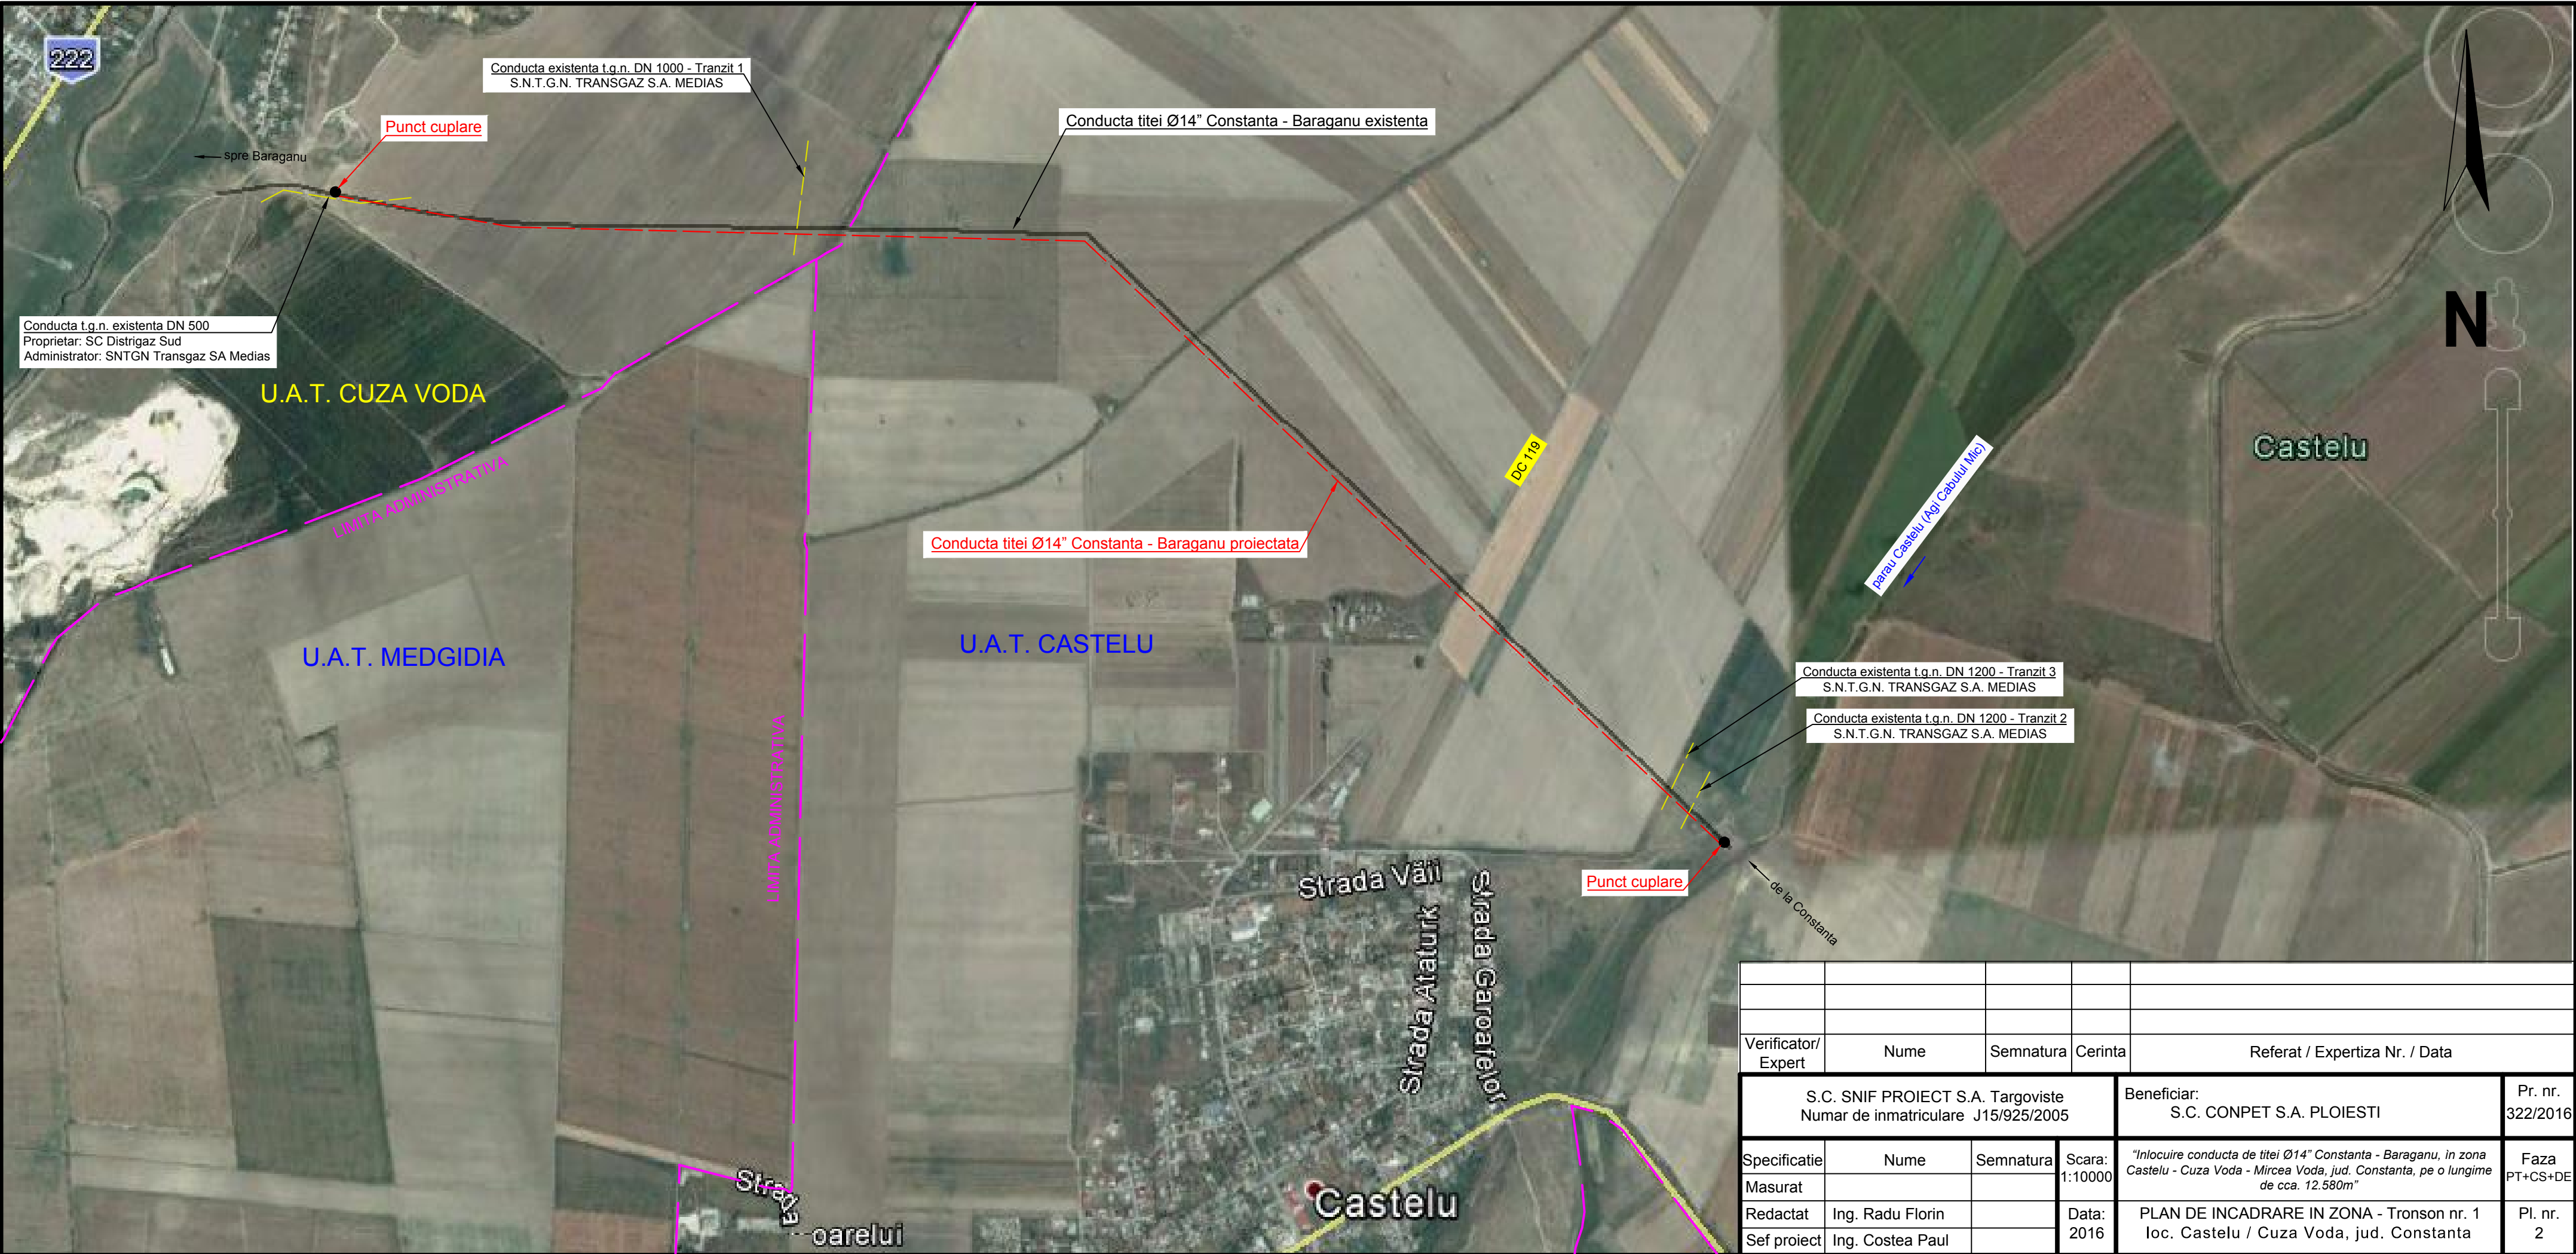 222
Conducta existenta t.g.n. DN 1000 - Tranzit 1
S.N.T.G.N. TRANSGAZ S.A. MEDIAS
Punct cuplare
Conducta titei Ø14” Constanta - Baraganu existenta
spre Baraganu
Conducta t.g.n. existenta DN 500
Proprietar: SC Distrigaz Sud
Administrator: SNTGN Transgaz SA Medias
N
U.A.T. CUZA VODA
DC 119
Castelu
LIMITA ADMINISTRATIVA
parau Castelu (Agi Cabulul Mic)
Conducta titei Ø14” Constanta - Baraganu proiectata
U.A.T. MEDGIDIA
U.A.T. CASTELU
Conducta existenta t.g.n. DN 1200 - Tranzit 3
S.N.T.G.N. TRANSGAZ S.A. MEDIAS
Conducta existenta t.g.n. DN 1200 - Tranzit 2
S.N.T.G.N. TRANSGAZ S.A. MEDIAS
LIMITA ADMINISTRATIVA
Punct cuplare
de la Constanta
Strada Văii
Strada Ataturk
Strada Garoafelor
Castelu
Strada
oarelui
Verificator/
Expert
Nume
Semnatura
Cerinta
Referat / Expertiza Nr. / Data
S.C. SNIF PROIECT S.A. Targoviste
Numar de inmatriculare J15/925/2005
Beneficiar:
S.C. CONPET S.A. PLOIESTI
Pr. nr.
322/2016
Specificatie
Nume
Semnatura
Scara:
1:10000
“Inlocuire conducta de titei Ø14” Constanta - Baraganu, in zona
Castelu - Cuza Voda - Mircea Voda, jud. Constanta, pe o lungime
de cca. 12.580m”
Faza
PT+CS+DE
Masurat
Redactat
Ing. Radu Florin
Data:
2016
PLAN DE INCADRARE IN ZONA - Tronson nr. 1
loc. Castelu / Cuza Voda, jud. Constanta
Pl. nr.
2
Sef proiect
Ing. Costea Paul